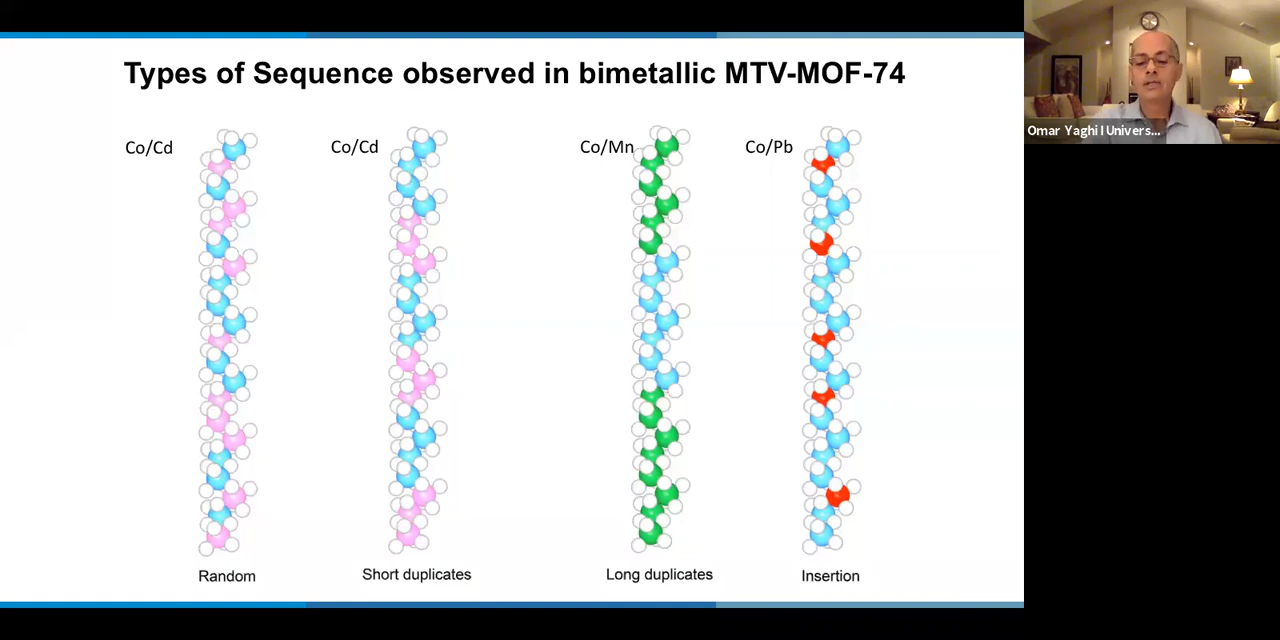 Types of Sequence observed in bimetallic MTV-MOF-74
Omar Yaghi I Univers...
Co/Cd
Co/Cd
Co/Mn
Co/Pb
Random
Short duplicates
Long duplicates
Insertion